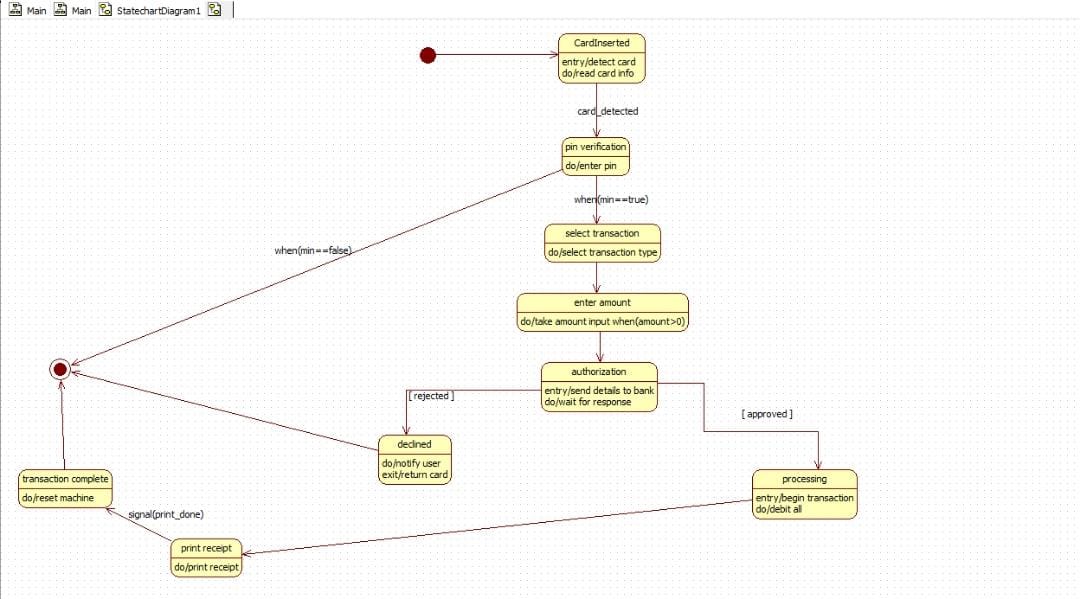 Main Main StatechartDiagram1
CardInserted
entry/detect card
do/read card info
card_detected
pin verification
do/enter pin
when(min==true)
select transaction
do/select transaction type
when(min==false)
enter amount
do/take amount input when(amount>0)
authorization
entry/send details to bank
do/wait for response
[ rejected ]
[ approved ]
declined
do/notify user
exit/return card
transaction complete
do/reset machine
processing
entry/begin transaction
do/debit all
signal(print_done)
print receipt
do/print receipt